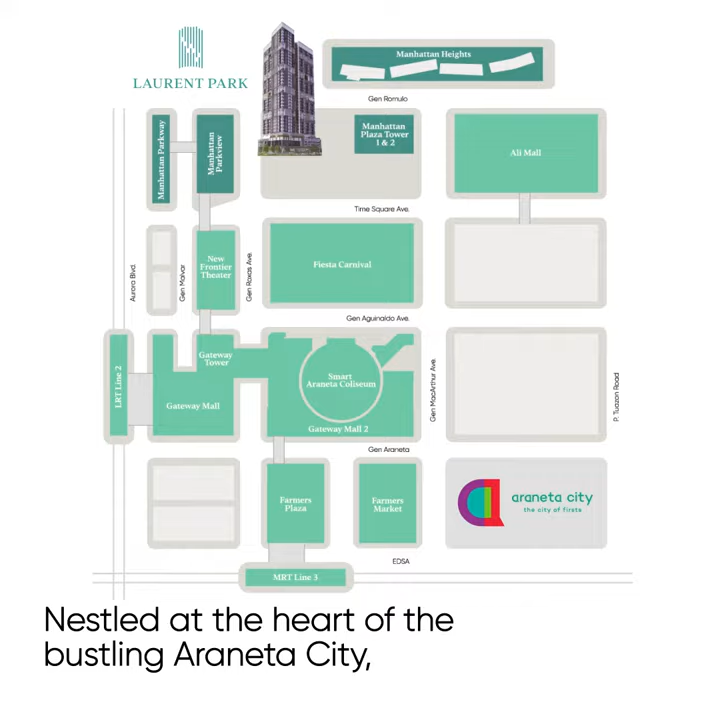 LAURENT PARK
Manhattan Heights
Gen Romulo
Manhattan Parkway
Manhattan
Parkview
Manhattan
Plaza Tower
1 & 2
Ali Mall
Time Square Ave.
Aurora Blvd.
Gen Malvar
New
Frontier
Theater
Gen Roxas Ave.
Fiesta Carnival
Gen Aguinaldo Ave.
LRT Line 2
Gateway
Tower
Gateway Mall
Smart
Araneta Coliseum
Gateway Mall 2
Gen MacArthur Ave.
P. Tuazon Road
Gen Araneta
Farmers
Plaza
Farmers
Market
araneta city
the city of firsts
EDSA
MRT Line 3
Nestled at the heart of the
bustling Araneta City,